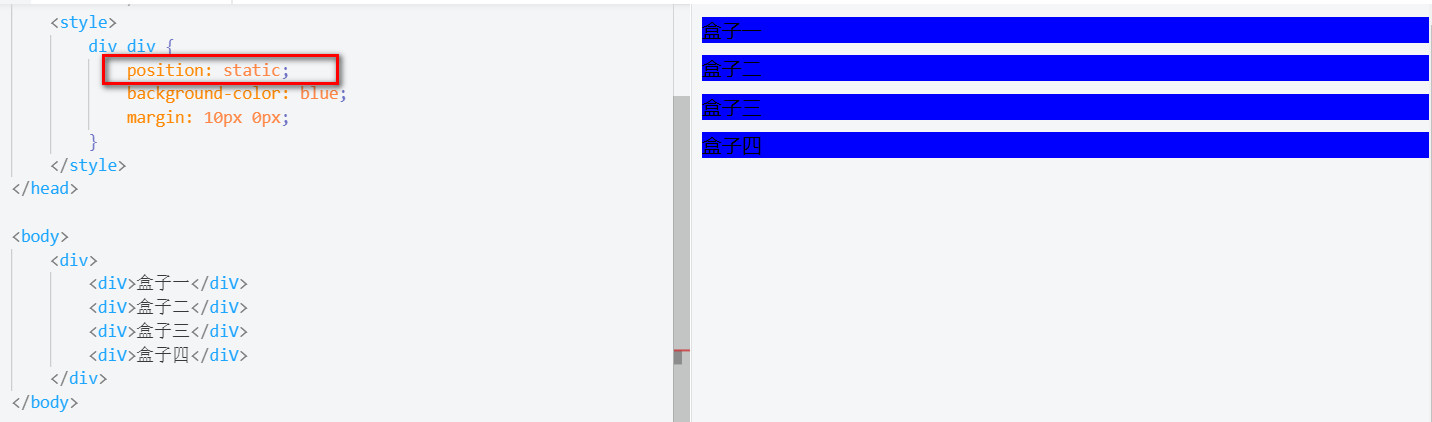 <style>
div div {
position: static;
background-color: blue;
margin: 10px 0px;
}
</style>
</head>
<body>
<div>
<diV>盒子一</diV>
<diV>盒子二</diV>
<diV>盒子三</diV>
<diV>盒子四</diV>
</div>
</body>
盒子一
盒子二
盒子三
盒子四